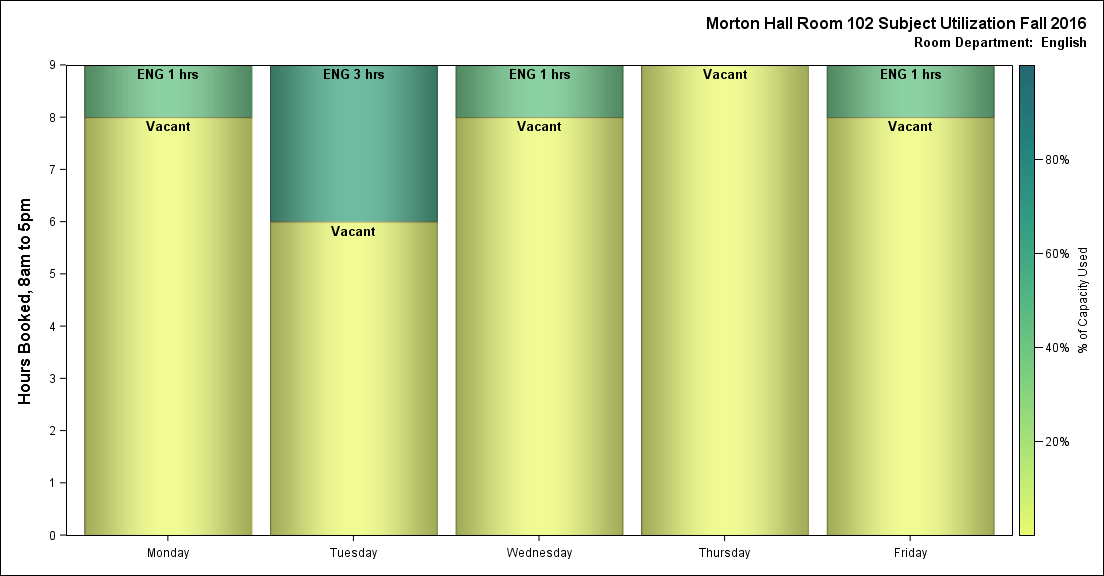 Morton Hall Room 102 Subject Utilization Fall 2016
Room Department: English
Hours Booked, 8am to 5pm
9
8
7
6
5
4
3
2
1
0
ENG 1 hrs
Vacant
ENG 3 hrs
Vacant
ENG 1 hrs
Vacant
Vacant
ENG 1 hrs
Vacant
Monday
Tuesday
Wednesday
Thursday
Friday
80%
60%
40%
20%
% of Capacity Used